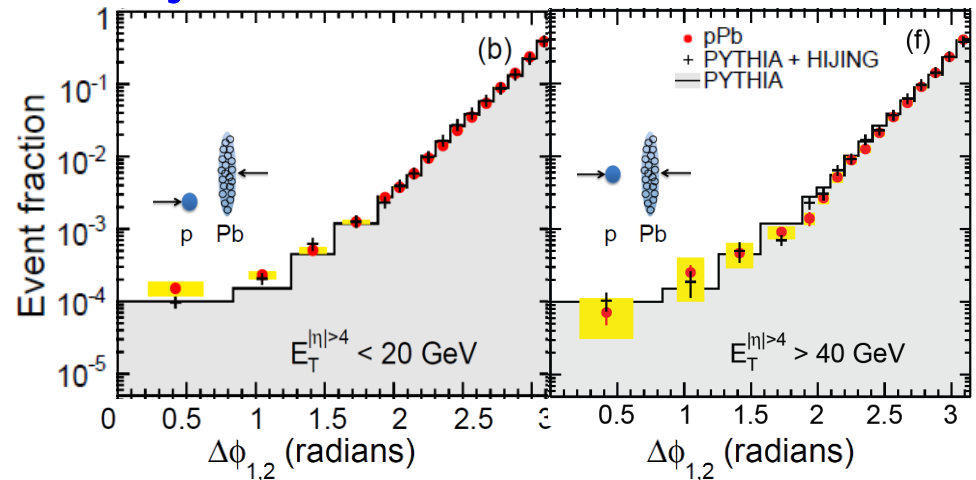 Event fraction
1
10^-1
10^-2
10^-3
10^-4
10^-5
(b)
p
Pb
E_T^|η|>4 < 20 GeV
0 0.5 1 1.5 2 2.5
Δϕ_1,2 (radians)
(f)
pPb
PYTHIA + HIJING
PYTHIA
p
Pb
E_T^|η|>4 > 40 GeV
0.5 1 1.5 2 2.5 3
Δϕ_1,2 (radians)